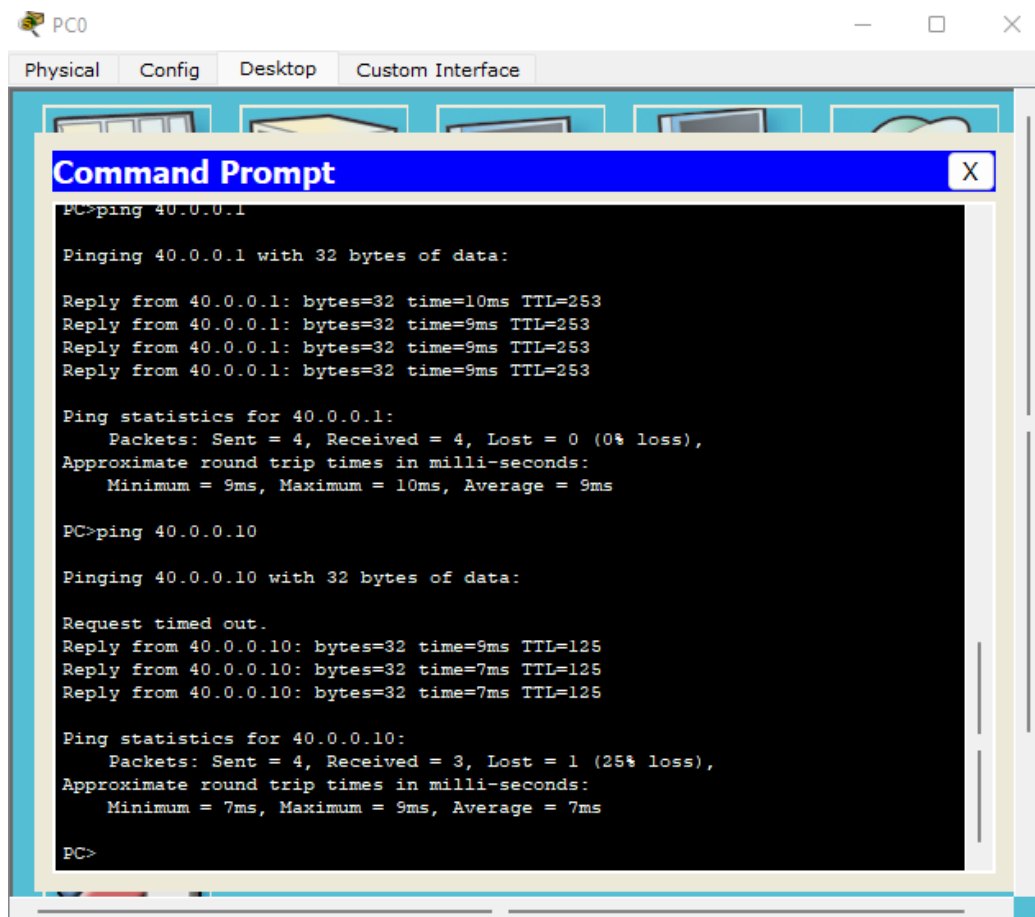 PC0
Physical Config Desktop Custom Interface
Command Prompt X
PC>ping 40.0.0.1
Pinging 40.0.0.1 with 32 bytes of data:
Reply from 40.0.0.1: bytes=32 time=10ms TTL=253
Reply from 40.0.0.1: bytes=32 time=9ms TTL=253
Reply from 40.0.0.1: bytes=32 time=9ms TTL=253
Reply from 40.0.0.1: bytes=32 time=9ms TTL=253
Ping statistics for 40.0.0.1:
Packets: Sent = 4, Received = 4, Lost = 0 (0% loss),
Approximate round trip times in milli-seconds:
Minimum = 9ms, Maximum = 10ms, Average = 9ms
PC>ping 40.0.0.10
Pinging 40.0.0.10 with 32 bytes of data:
Request timed out.
Reply from 40.0.0.10: bytes=32 time=9ms TTL=125
Reply from 40.0.0.10: bytes=32 time=7ms TTL=125
Reply from 40.0.0.10: bytes=32 time=7ms TTL=125
Ping statistics for 40.0.0.10:
Packets: Sent = 4, Received = 3, Lost = 1 (25% loss),
Approximate round trip times in milli-seconds:
Minimum = 7ms, Maximum = 9ms, Average = 7ms
PC>